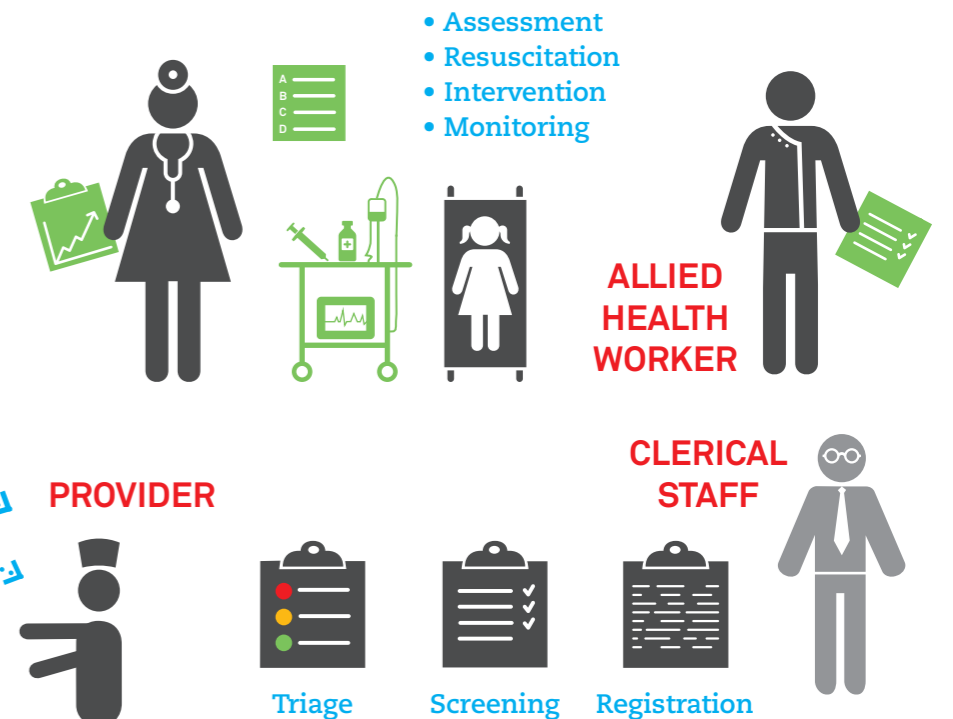 • Assessment
• Resuscitation
• Intervention
• Monitoring
A
B
C
D
ALLIED
HEALTH
WORKER
CLERICAL
STAFF
PROVIDER
Triage
Screening
Registration